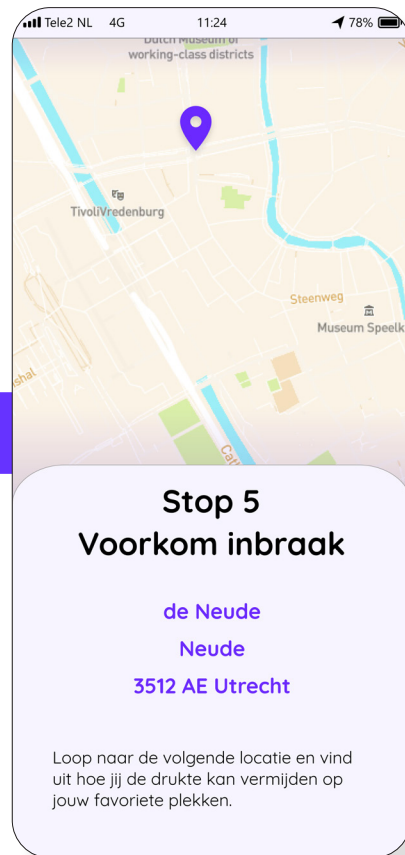 Tele2 NL 4G 11:24 78%
Dutch Museum of
working-class districts
TivoliVredenburg
Steenweg
Museum Speelk
shal
Cath
Stop 5
Voorkom inbraak
de Neude
Neude
3512 AE Utrecht
Loop naar de volgende locatie en vind
uit hoe jij de drukte kan vermijden op
jouw favoriete plekken.